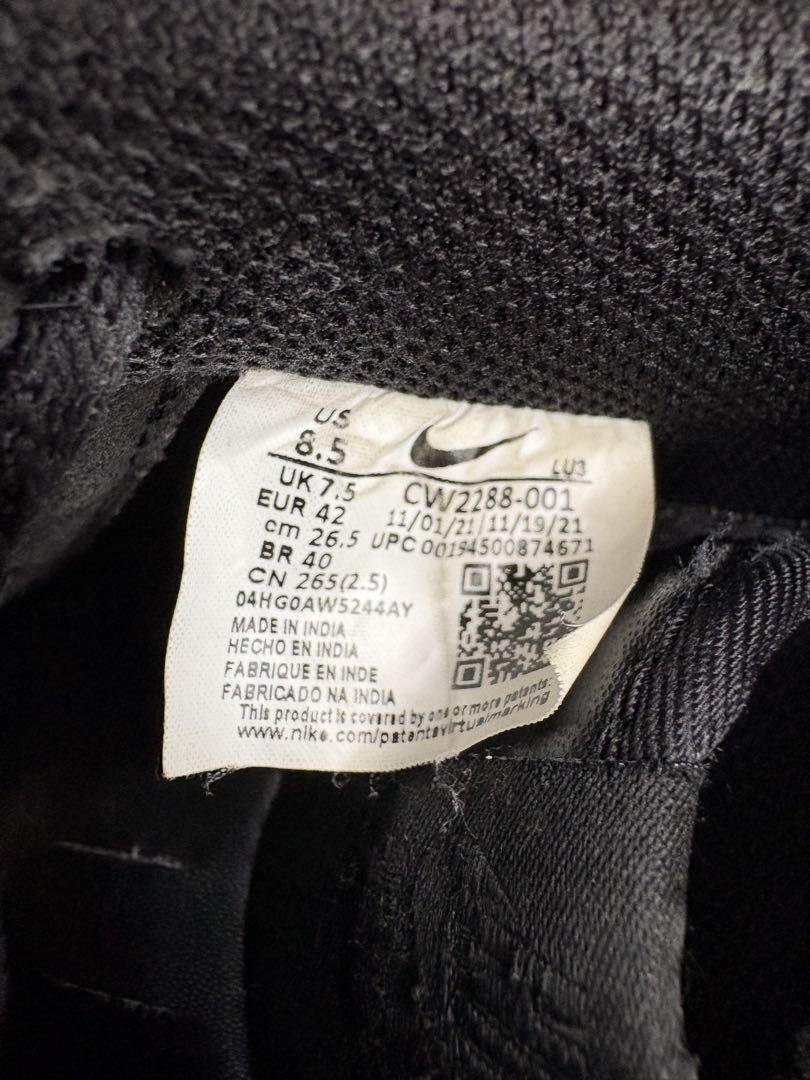 US
8.5
LU3
UK 7.5
CW2288-001
EUR 42
11/01/21/11/19/21
cm 26.5
UPC 00194500874671
BR 40
CN 265(2.5)
04HG0AW5244AY
MADE IN INDIA
HECHO EN INDIA
FABRIQUE EN INDE
FABRICADO NA INDIA
This product is covered by one or more patents:
www.nike.com/patentsvirtualmarking